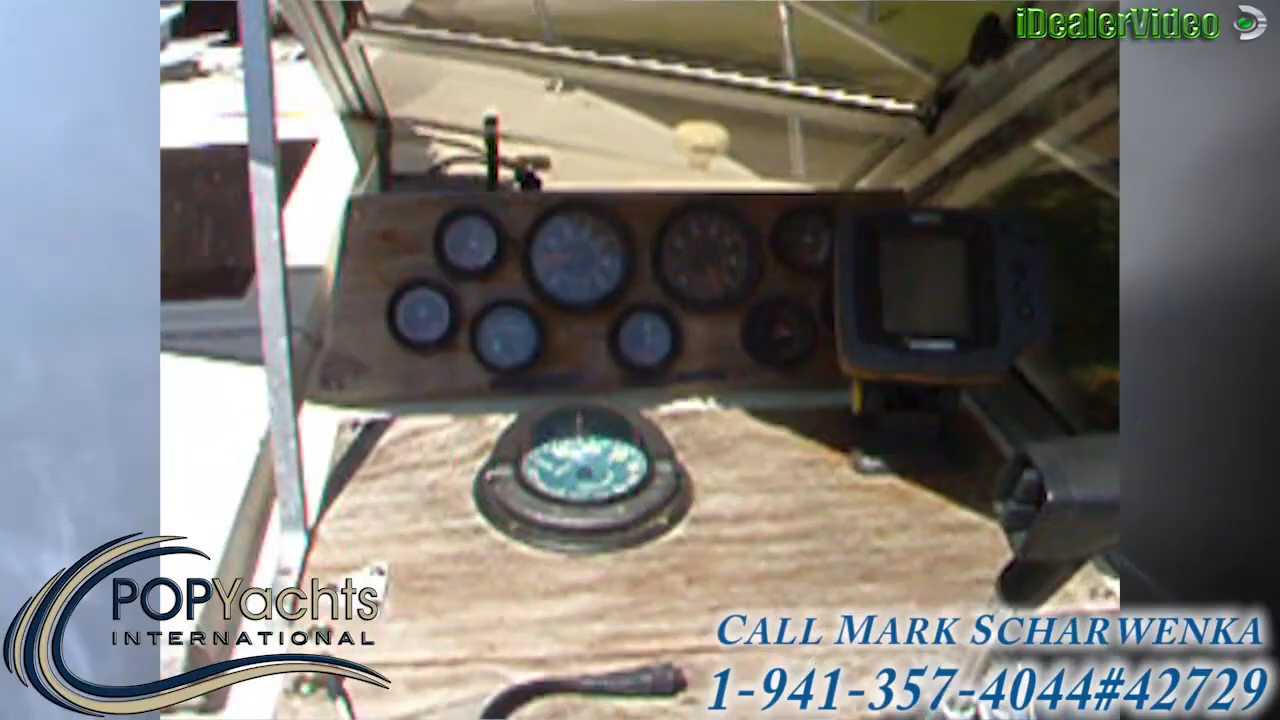 iDealerVideo
POPYachts
INTERNATIONAL
CALL MARK SCHARWENKA
1-941-357-4044#42729